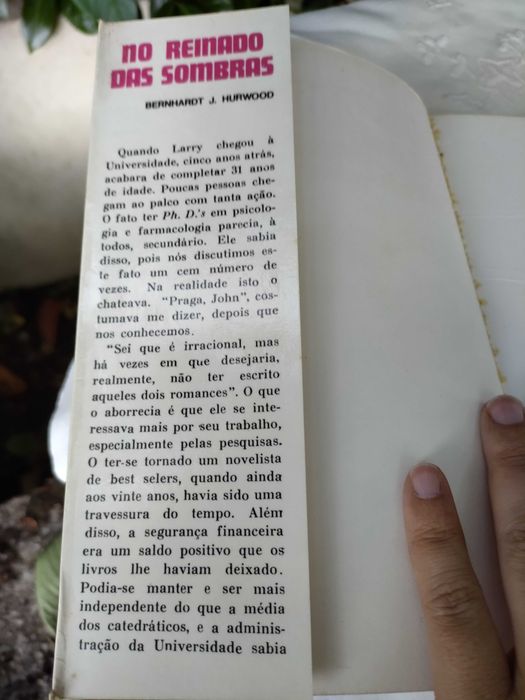 NO REINADO
DAS SOMBRAS
BERNHARDT J. HURWOOD
Quando Larry chegou à
Universidade, cinco anos atrás,
acabara de completar 31 anos
de idade. Poucas pessoas che-
gam ao palco com tanta ação.
O fato ter Ph. D.'s em psicolo-
gia e farmacologia parecia, à
todos, secundário. Ele sabia
disso, pois nós discutimos es-
te fato um cem número de
vezes. Na realidade isto o
chateava. "Praga, John", cos-
tumava me dizer, depois que
nos conhecemos.
"Sei que é irracional, mas
há vezes em que desejaria,
realmente, não ter escrito
aqueles dois romances". O que
o aborrecia é que ele se inte-
ressava mais por seu trabalho,
especialmente pelas pesquisas.
O ter-se tornado um novelista
de best selers, quando ainda
aos vinte anos, havia sido uma
travessura do tempo. Além
disso, a segurança financeira
era um saldo positivo que os
livros lhe haviam deixado.
Podia-se manter e ser mais
independente do que a média
dos catedráticos, e a adminis-
tração da Universidade sabia